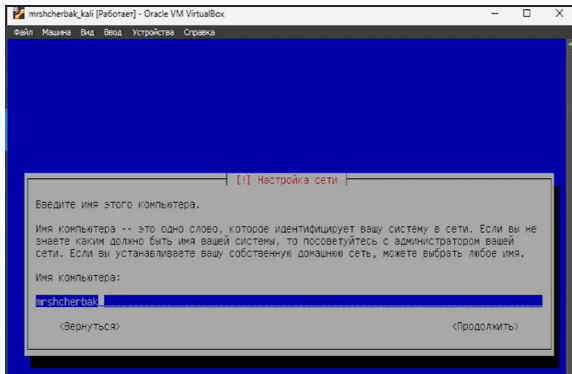 mrshcherbak_kali [Работает] - Oracle VM VirtualBox
Файл Машина Вид Ввод Устройства Справка
[!] Настройка сети
Введите имя этого компьютера.
Имя компьютера -- это одно слово, которое идентифицирует вашу систему в сети. Если вы не
знаете каким должно быть имя вашей системы, то посоветуйтесь с администратором вашей
сети. Если вы устанавливаете вашу собственную домашнюю сеть, можете выбрать любое имя.
Имя компьютера:
mrshcherbak
<Вернуться> <Продолжить>